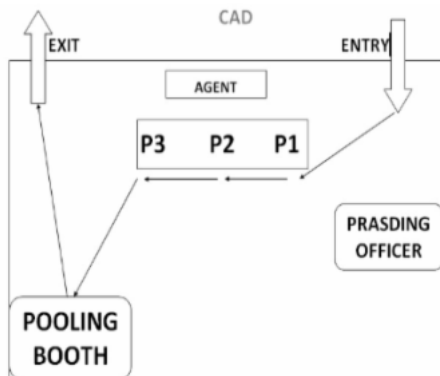 CAD
EXIT
ENTRY
AGENT
P3 P2 P1
PRASDING
OFFICER
POOLING
BOOTH